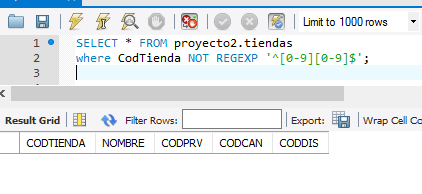 Limit to 1000 rows
1 SELECT * FROM proyecto2.tiendas
2 where CodTienda NOT REGEXP '^[0-9][0-9]$';
3
Result Grid Filter Rows: Export: Wrap Cell Co
CODTIENDA NOMBRE CODPRV CODCAN CODDIS